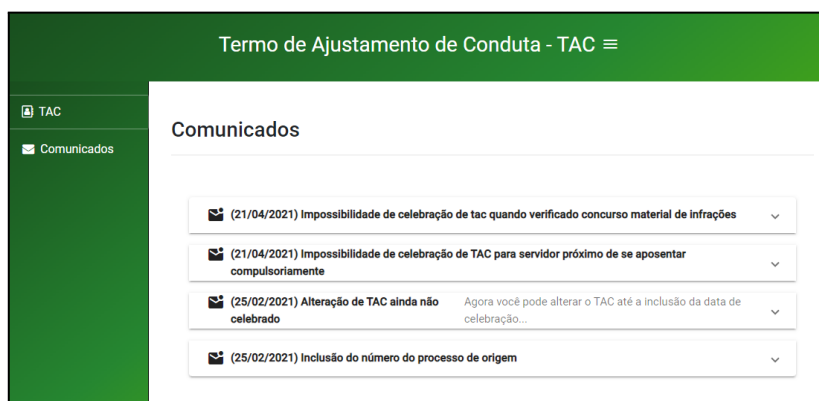 Termo de Ajustamento de Conduta - TAC
TAC
Comunicados
Comunicados
(21/04/2021) Impossibilidade de celebração de tac quando verificado concurso material de infrações
(21/04/2021) Impossibilidade de celebração de TAC para servidor próximo de se aposentar
compulsoriamente
(25/02/2021) Alteração de TAC ainda não
celebrado
Agora você pode alterar o TAC até a inclusão da data de
celebração...
(25/02/2021) Inclusão do número do processo de origem